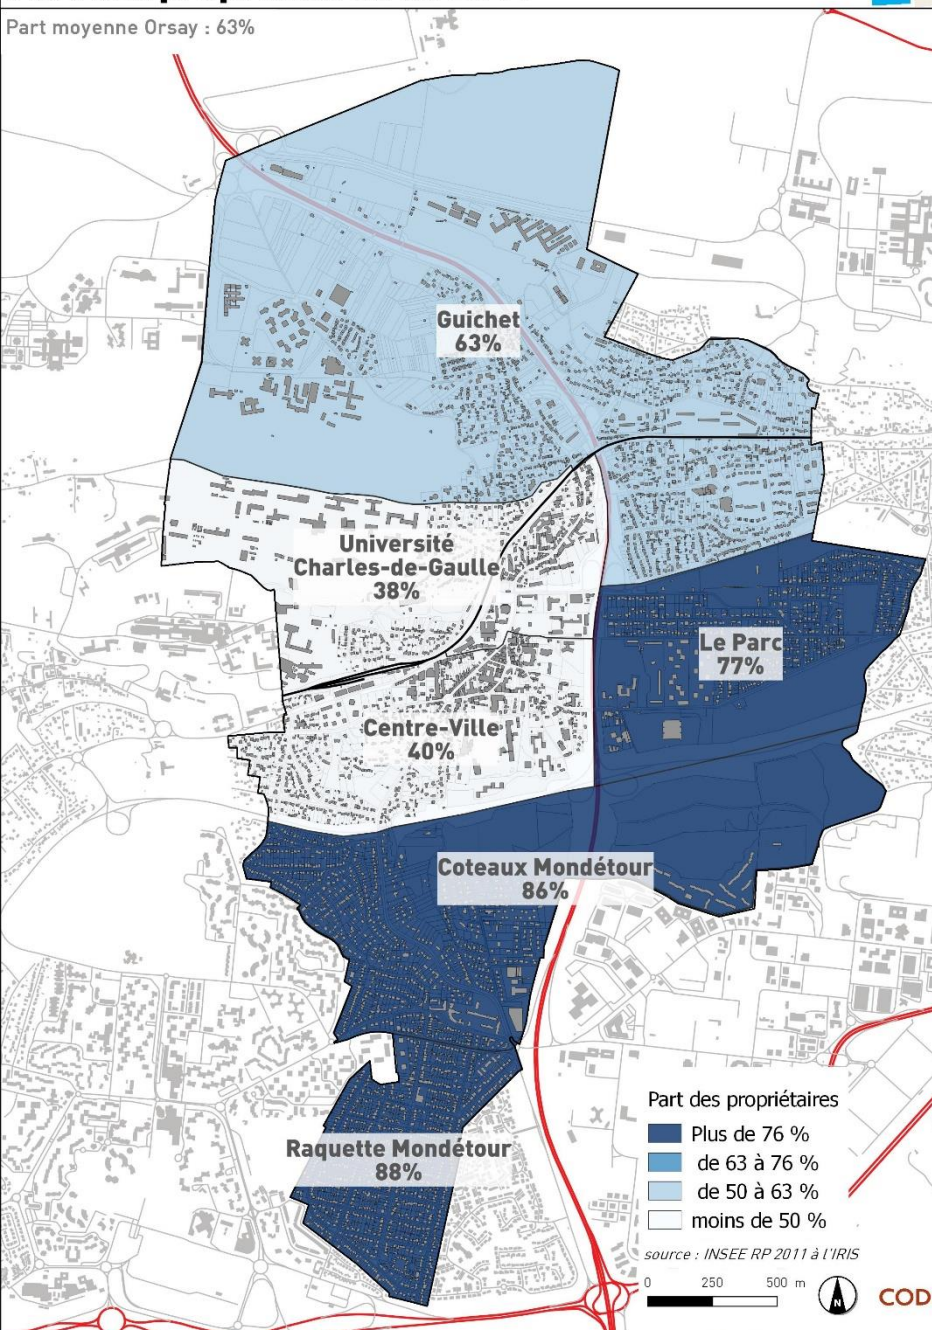 Part moyenne Orsay : 63%
Guichet
63%
Université
Charles-de-Gaulle
38%
Le Parc
77%
Centre-Ville
40%
Coteaux Mondétour
86%
Raquette Mondétour
88%
Part des propriétaires
Plus de 76 %
de 63 à 76 %
de 50 à 63 %
moins de 50 %
source : INSEE RP 2011 à l'IRIS
0 250 500 m
N
COD